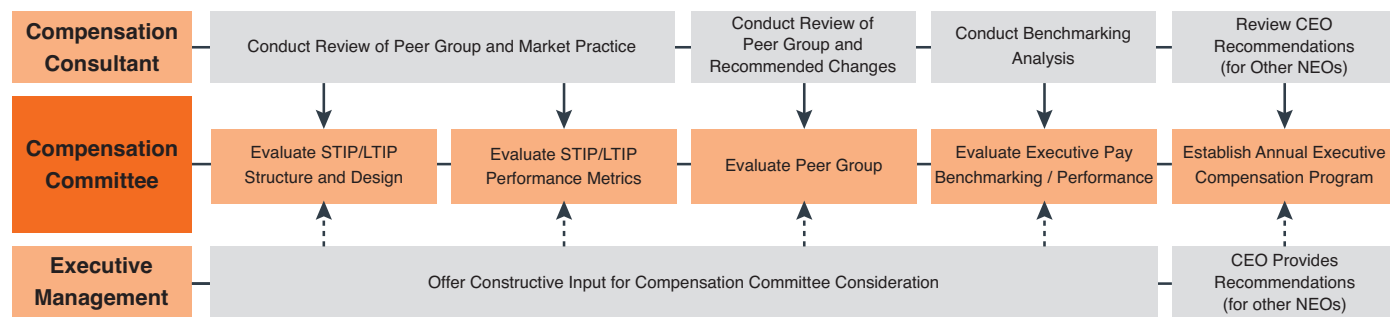 Compensation
Consultant
Conduct Review of Peer Group and Market Practice
Conduct Review of
Peer Group and
Recommended Changes
Conduct Benchmarking
Analysis
Review CEO
Recommendations
(for Other NEOs)
Compensation
Committee
Evaluate STIP/LTIP
Structure and Design
Evaluate STIP/LTIP
Performance Metrics
Evaluate Peer Group
Evaluate Executive Pay
Benchmarking / Performance
Establish Annual Executive
Compensation Program
Executive
Management
Offer Constructive Input for Compensation Committee Consideration
CEO Provides
Recommendations
(for other NEOs)